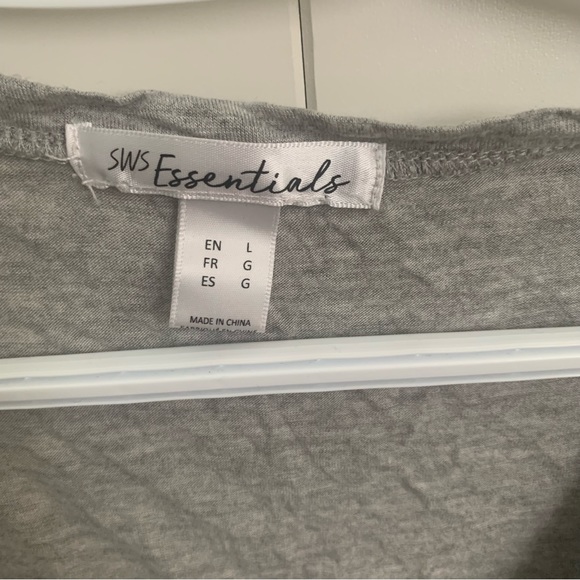 SWS Essentials
EN L
FR G
ES G
MADE IN CHINA